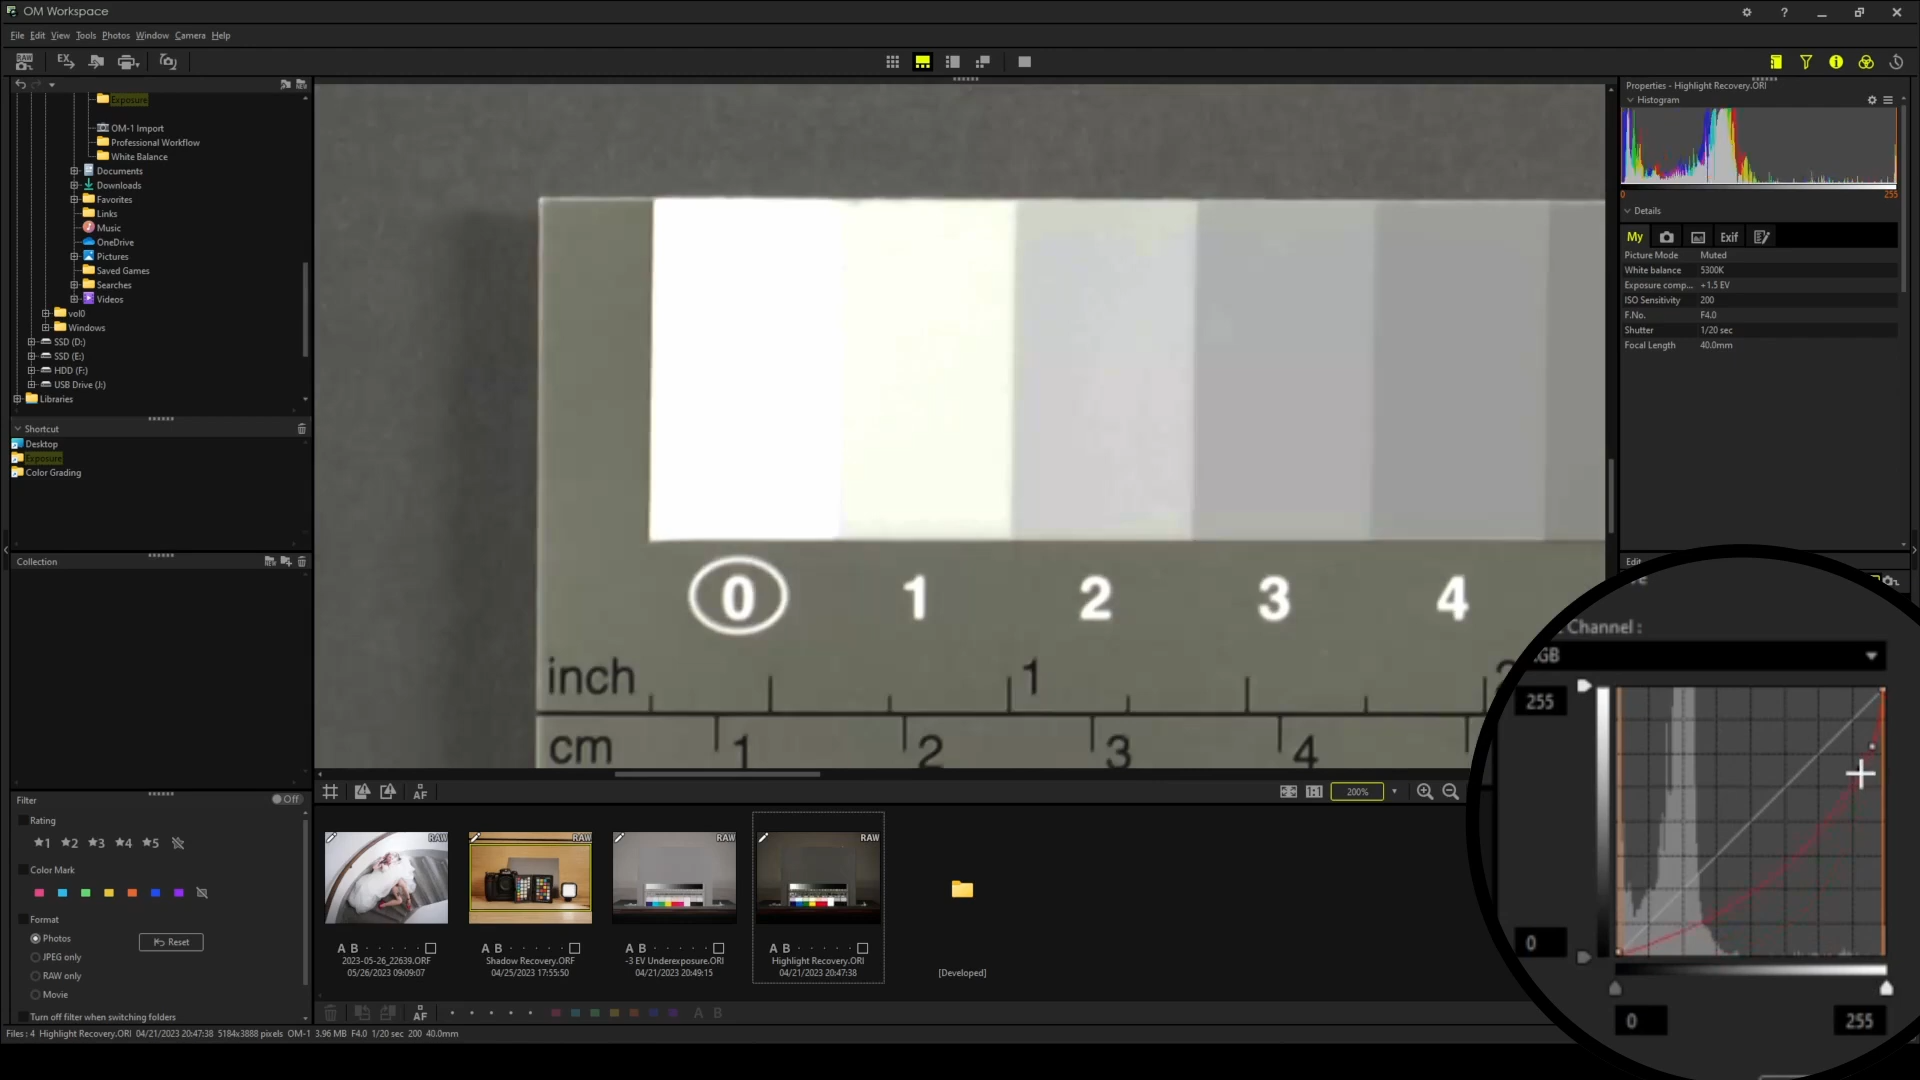 OM Workspace
File Edit View Tools Photos Window Camera Help
Exposure
OM-1 Import
Professional Workflow
White Balance
Documents
Downloads
Favorites
Links
Music
OneDrive
Pictures
Saved Games
Searches
Videos
vol0
Windows
SSD (D:)
SSD (E:)
HDD (F:)
USB Drive (J:)
Libraries
Shortcut
Desktop
Exposure
Color Grading
Collection
Filter Off
Rating
★1 ★2 ★3 ★4 ★5
Color Mark
Format
Photos Reset
JPEG only
RAW only
Movie
Turn off filter when switching folders
0 1 2 3 4
inch 1
cm 1 2 3 4
AF 200%
RAW RAW RAW RAW
A B A B A B A B
2023-05-26_22639.ORF Shadow Recovery.ORF -3 EV Underexposure.ORI Highlight Recovery.ORI [Developed]
05/26/2023 09:09:07 04/25/2023 17:55:50 04/21/2023 20:49:15 04/21/2023 20:47:38
AF A B
Files : 4 Highlight Recovery.ORI 04/21/2023 20:47:38 5184x3888 pixels OM-1 3.96 MB F4.0 1/20 sec 200 40.0mm
Properties - Highlight Recovery.ORI
Histogram
0 255
Details
My Exif
Picture Mode Muted
White balance 5300K
Exposure comp... +1.5 EV
ISO Sensitivity 200
F.No. F4.0
Shutter 1/20 sec
Focal Length 40.0mm
Edit
Channel :
255
0
0 255